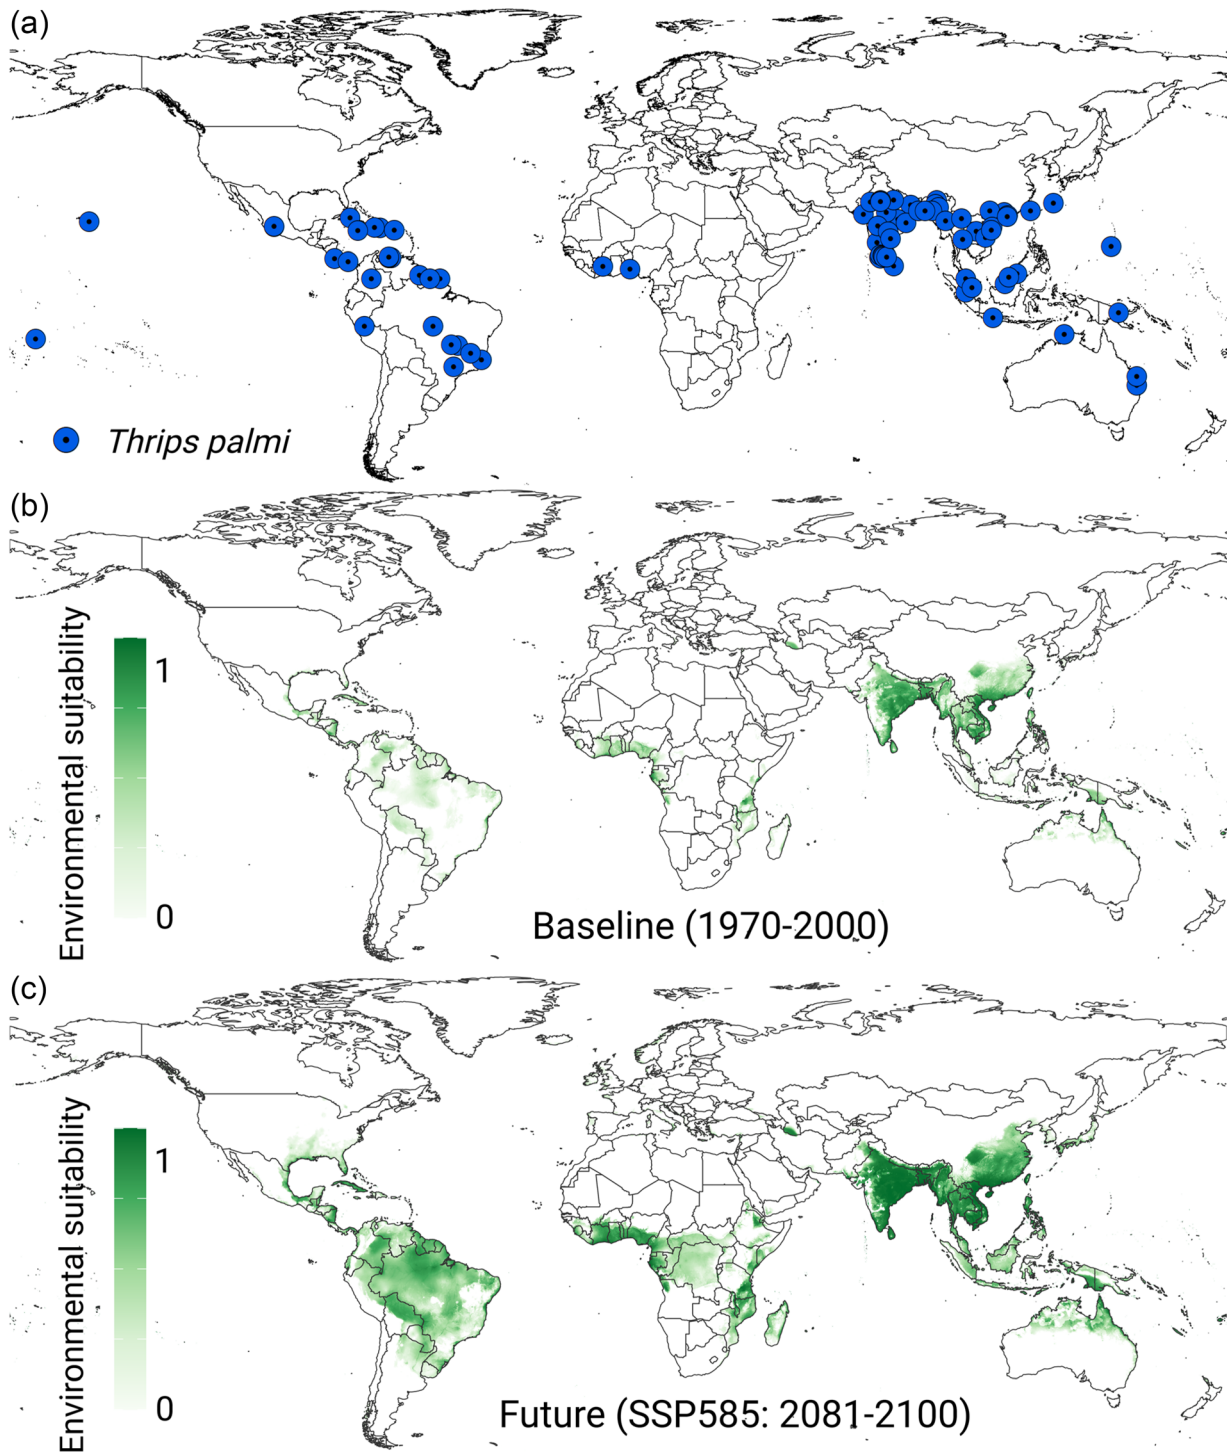 (a)
Thrips palmi
(b)
Environmental suitability
1
0
Baseline (1970-2000)
(c)
Environmental suitability
1
0
Future (SSP585: 2081-2100)